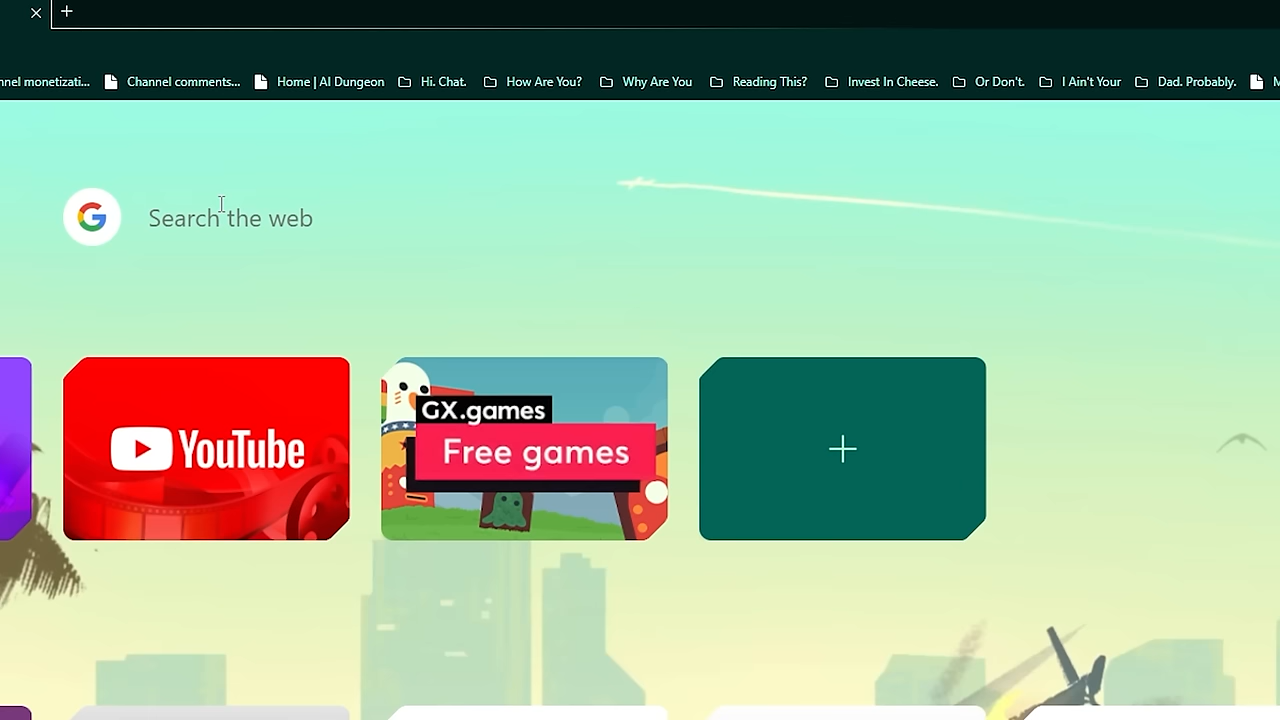 nnel monetizati... Channel comments... Home | AI Dungeon Hi. Chat. How Are You? Why Are You Reading This? Invest In Cheese. Or Don't. I Ain't Your Dad. Probably.
Search the web
YouTube
GX.games
Free games